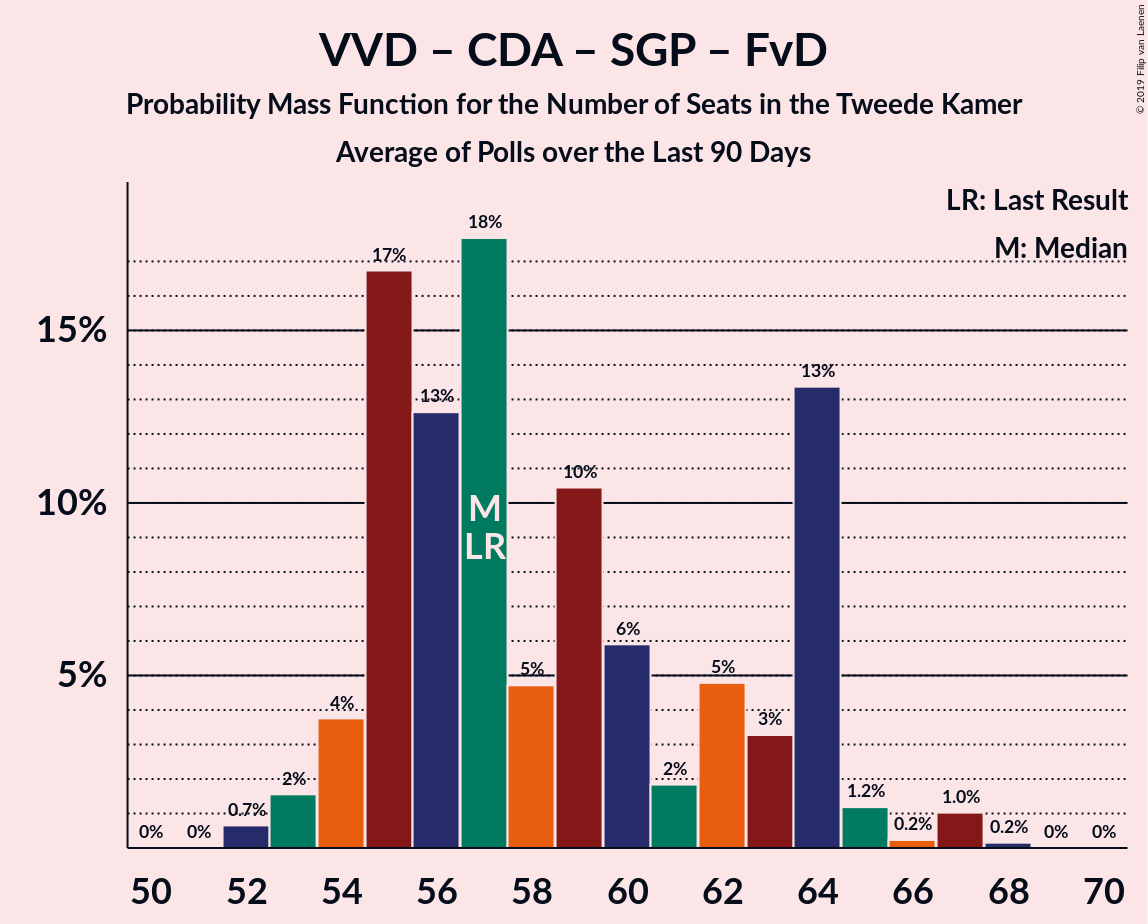 VVD – CDA – SGP – FvD
Probability Mass Function for the Number of Seats in the Tweede Kamer
Average of Polls over the Last 90 Days
© 2019 Filip van Laenen
LR: Last Result
M: Median
15%
10%
5%
0%
0%
0.7%
2%
4%
17%
13%
18%
5%
10%
6%
2%
5%
3%
13%
1.2%
0.2%
1.0%
0.2%
0%
0%
M
LR
50 52 54 56 58 60 62 64 66 68 70